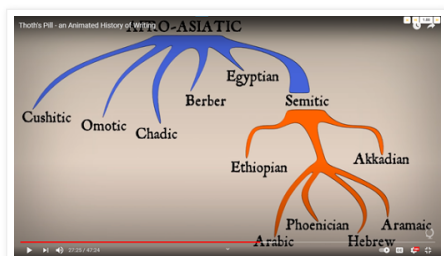 Thoth's Pill - an Animated History of Writing
AFRO-ASIATIC
Egyptian
Berber
Semitic
Cushitic
Omotic
Chadic
Ethiopian
Akkadian
Phoenician
Aramaic
Arabic
Hebrew
27:25 / 47:24